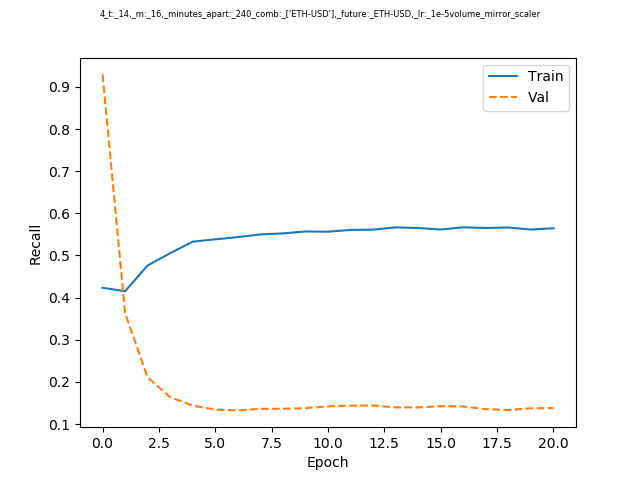 4_t:_14,_m:_16,_minutes_apart:_240_comb:_['ETH-USD'],_future:_ETH-USD,_lr:_1e-5volume_mirror_scaler
Train
Val
0.9
0.8
0.7
0.6
0.5
0.4
0.3
0.2
0.1
Recall
0.0 2.5 5.0 7.5 10.0 12.5 15.0 17.5 20.0
Epoch